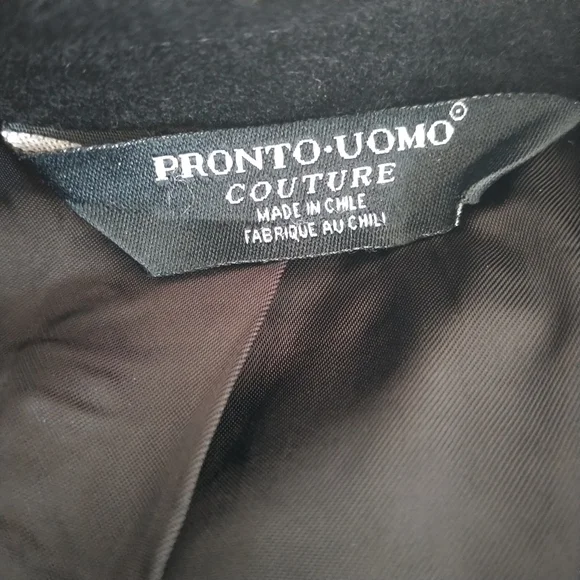 PRONTO·UOMO®
COUTURE
MADE IN CHILE
FABRIQUE AU CHILI